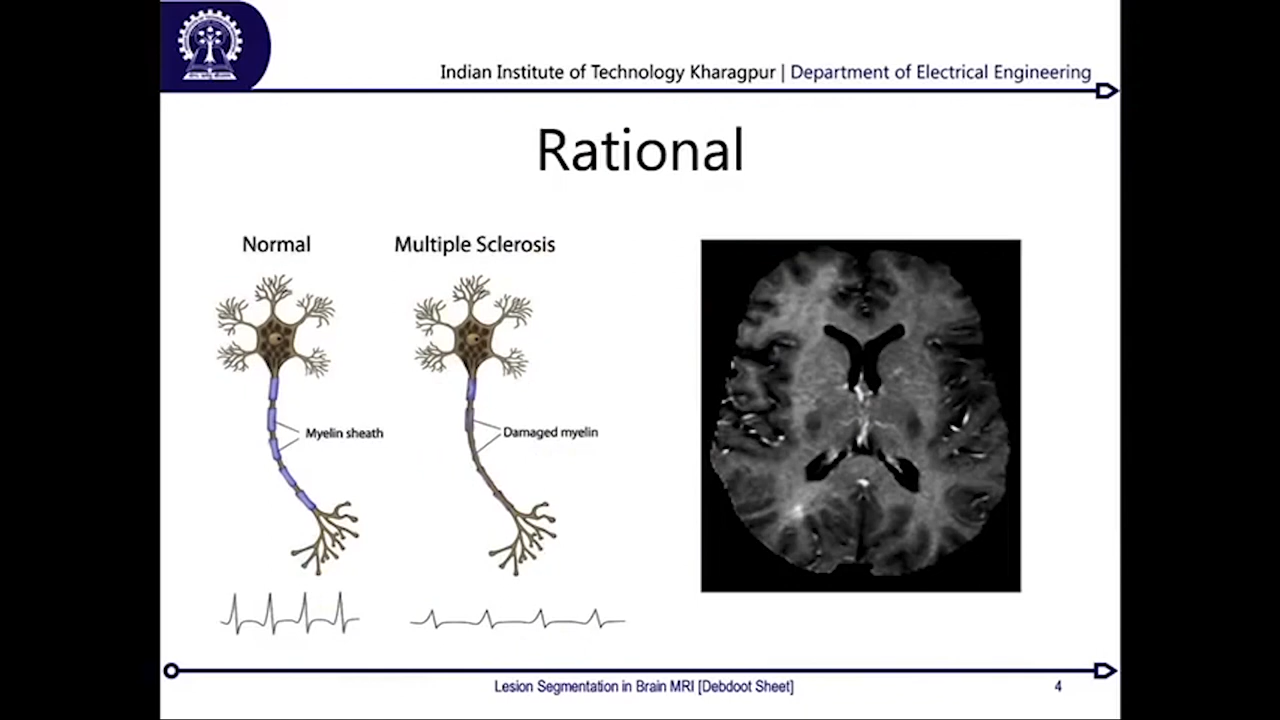 Indian Institute of Technology Kharagpur | Department of Electrical Engineering
Rational
Normal
Multiple Sclerosis
Myelin sheath
Damaged myelin
Lesion Segmentation in Brain MRI [Debdoot Sheet]
4